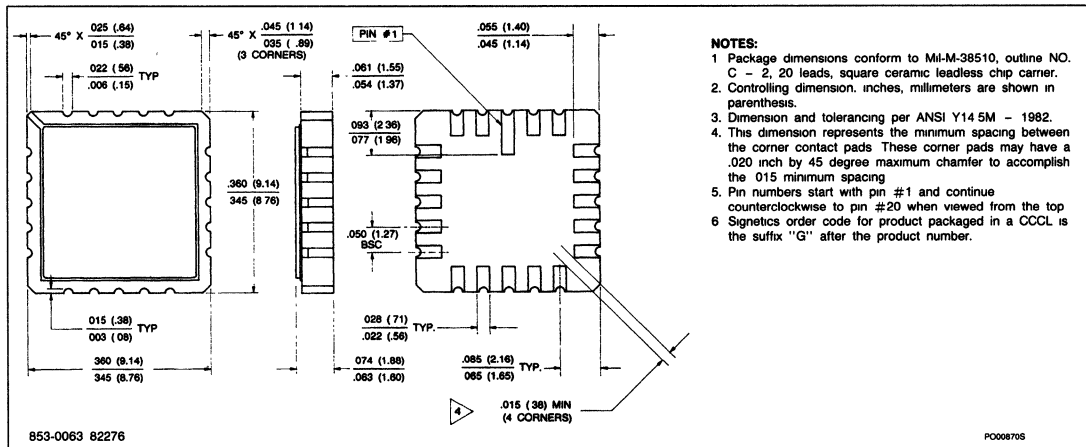 45° X .025 (.64)
015 (.38)
45° X .045 (1 14)
035 ( .89)
(3 CORNERS)
.022 ( 56) TYP
.006 (.15)
PIN #1
.061 (1.55)
.054 (1.37)
.055 (1.40)
.045 (1.14)
093 (2 36)
077 (1 96)
.360 (9.14)
345 (8 76)
.050 (1.27)
BSC
015 (.38) TYP
003 ( 08)
360 (9.14)
345 (8.76)
028 ( 71) TYP.
.022 (.56)
074 (1.88)
.063 (1.60)
.085 (2.16) TYP.
065 (1.65)
4
.015 ( 38) MIN
(4 CORNERS)
NOTES:
1 Package dimensions conform to Mil-M-38510, outline NO.
C – 2, 20 leads, square ceramic leadless chip carrier.
2. Controlling dimension. inches, millimeters are shown in
parenthesis.
3. Dimension and tolerancing per ANSI Y14 5M – 1982.
4. This dimension represents the minimum spacing between
the corner contact pads These corner pads may have a
.020 inch by 45 degree maximum chamfer to accomplish
the 015 minimum spacing
5. Pin numbers start with pin #1 and continue
counterclockwise to pin #20 when viewed from the top
6 Signetics order code for product packaged in a CCCL is
the suffix "G" after the product number.
853-0063 82276
PO00870S